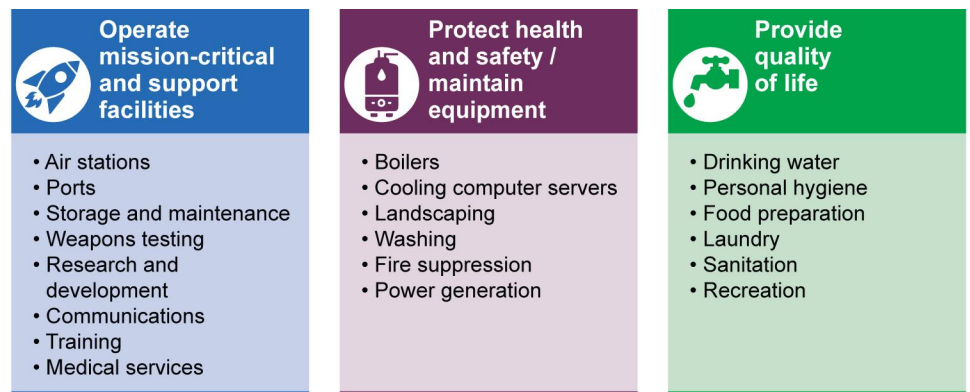 Operate
mission-critical
and support
facilities
• Air stations
• Ports
• Storage and maintenance
• Weapons testing
• Research and
development
• Communications
• Training
• Medical services
Protect health
and safety /
maintain
equipment
• Boilers
• Cooling computer servers
• Landscaping
• Washing
• Fire suppression
• Power generation
Provide
quality
of life
• Drinking water
• Personal hygiene
• Food preparation
• Laundry
• Sanitation
• Recreation